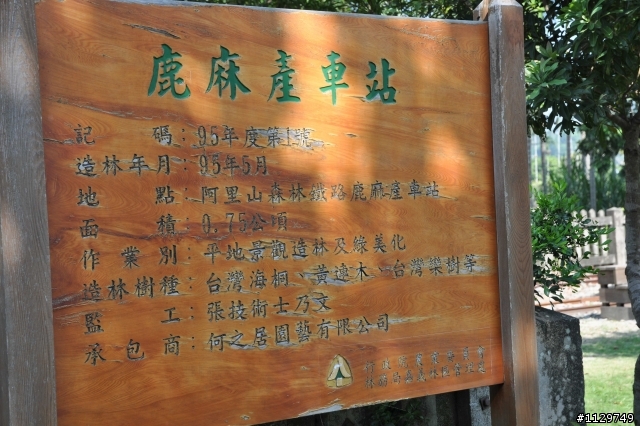 鹿麻產車站
記 碼：95年度第1號
造林年月：95年5月
地 點：阿里山森林鐵路鹿麻產車站
面 積：0.75公頃
作 業 別：平地景觀造林及綠美化
造林樹種：台灣海桐、黃連木、台灣欒樹等
監 工：張技術士乃文
承 包 商：何之居園藝有限公司
#1129749